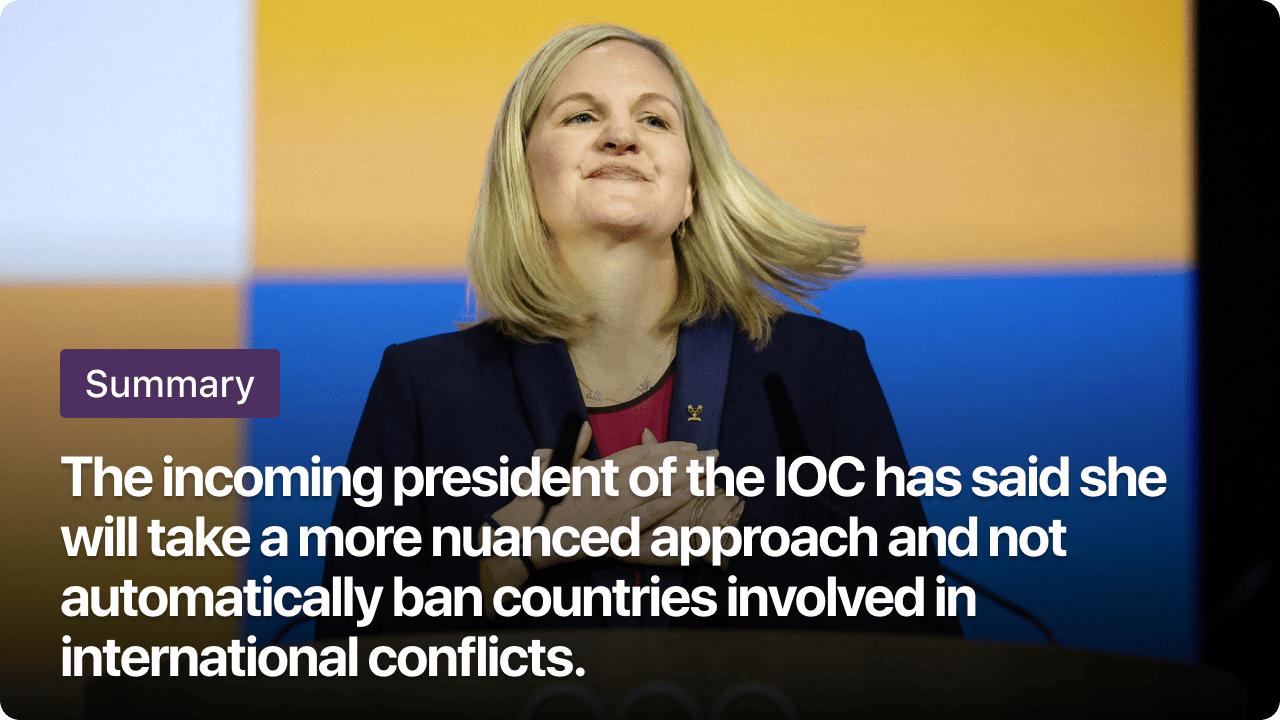 Summary
The incoming president of the IOC has said she
will take a more nuanced approach and not
automatically ban countries involved in
international conflicts.